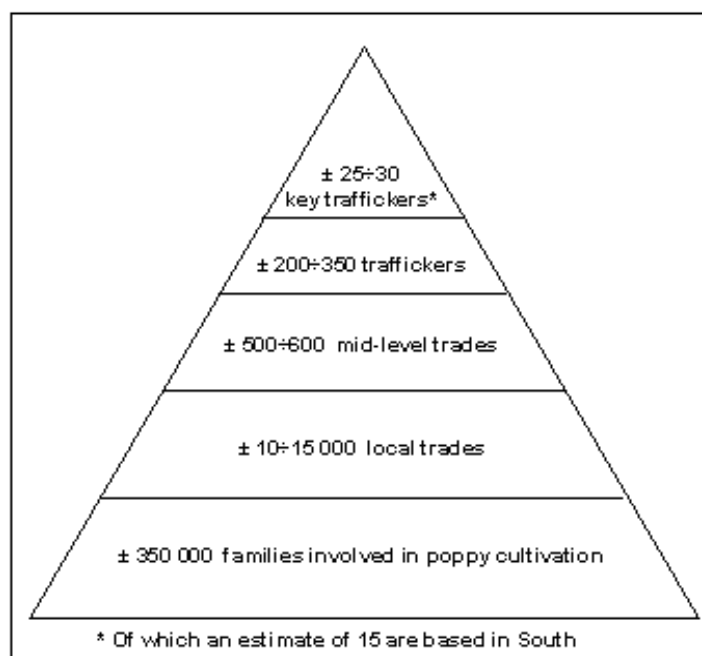 ± 25÷30
key traffickers*
± 200÷350 traffickers
± 500÷600 mid-level trades
± 10÷15 000 local trades
± 350 000 families involved in poppy cultivation
* Of which an estimate of 15 are based in South